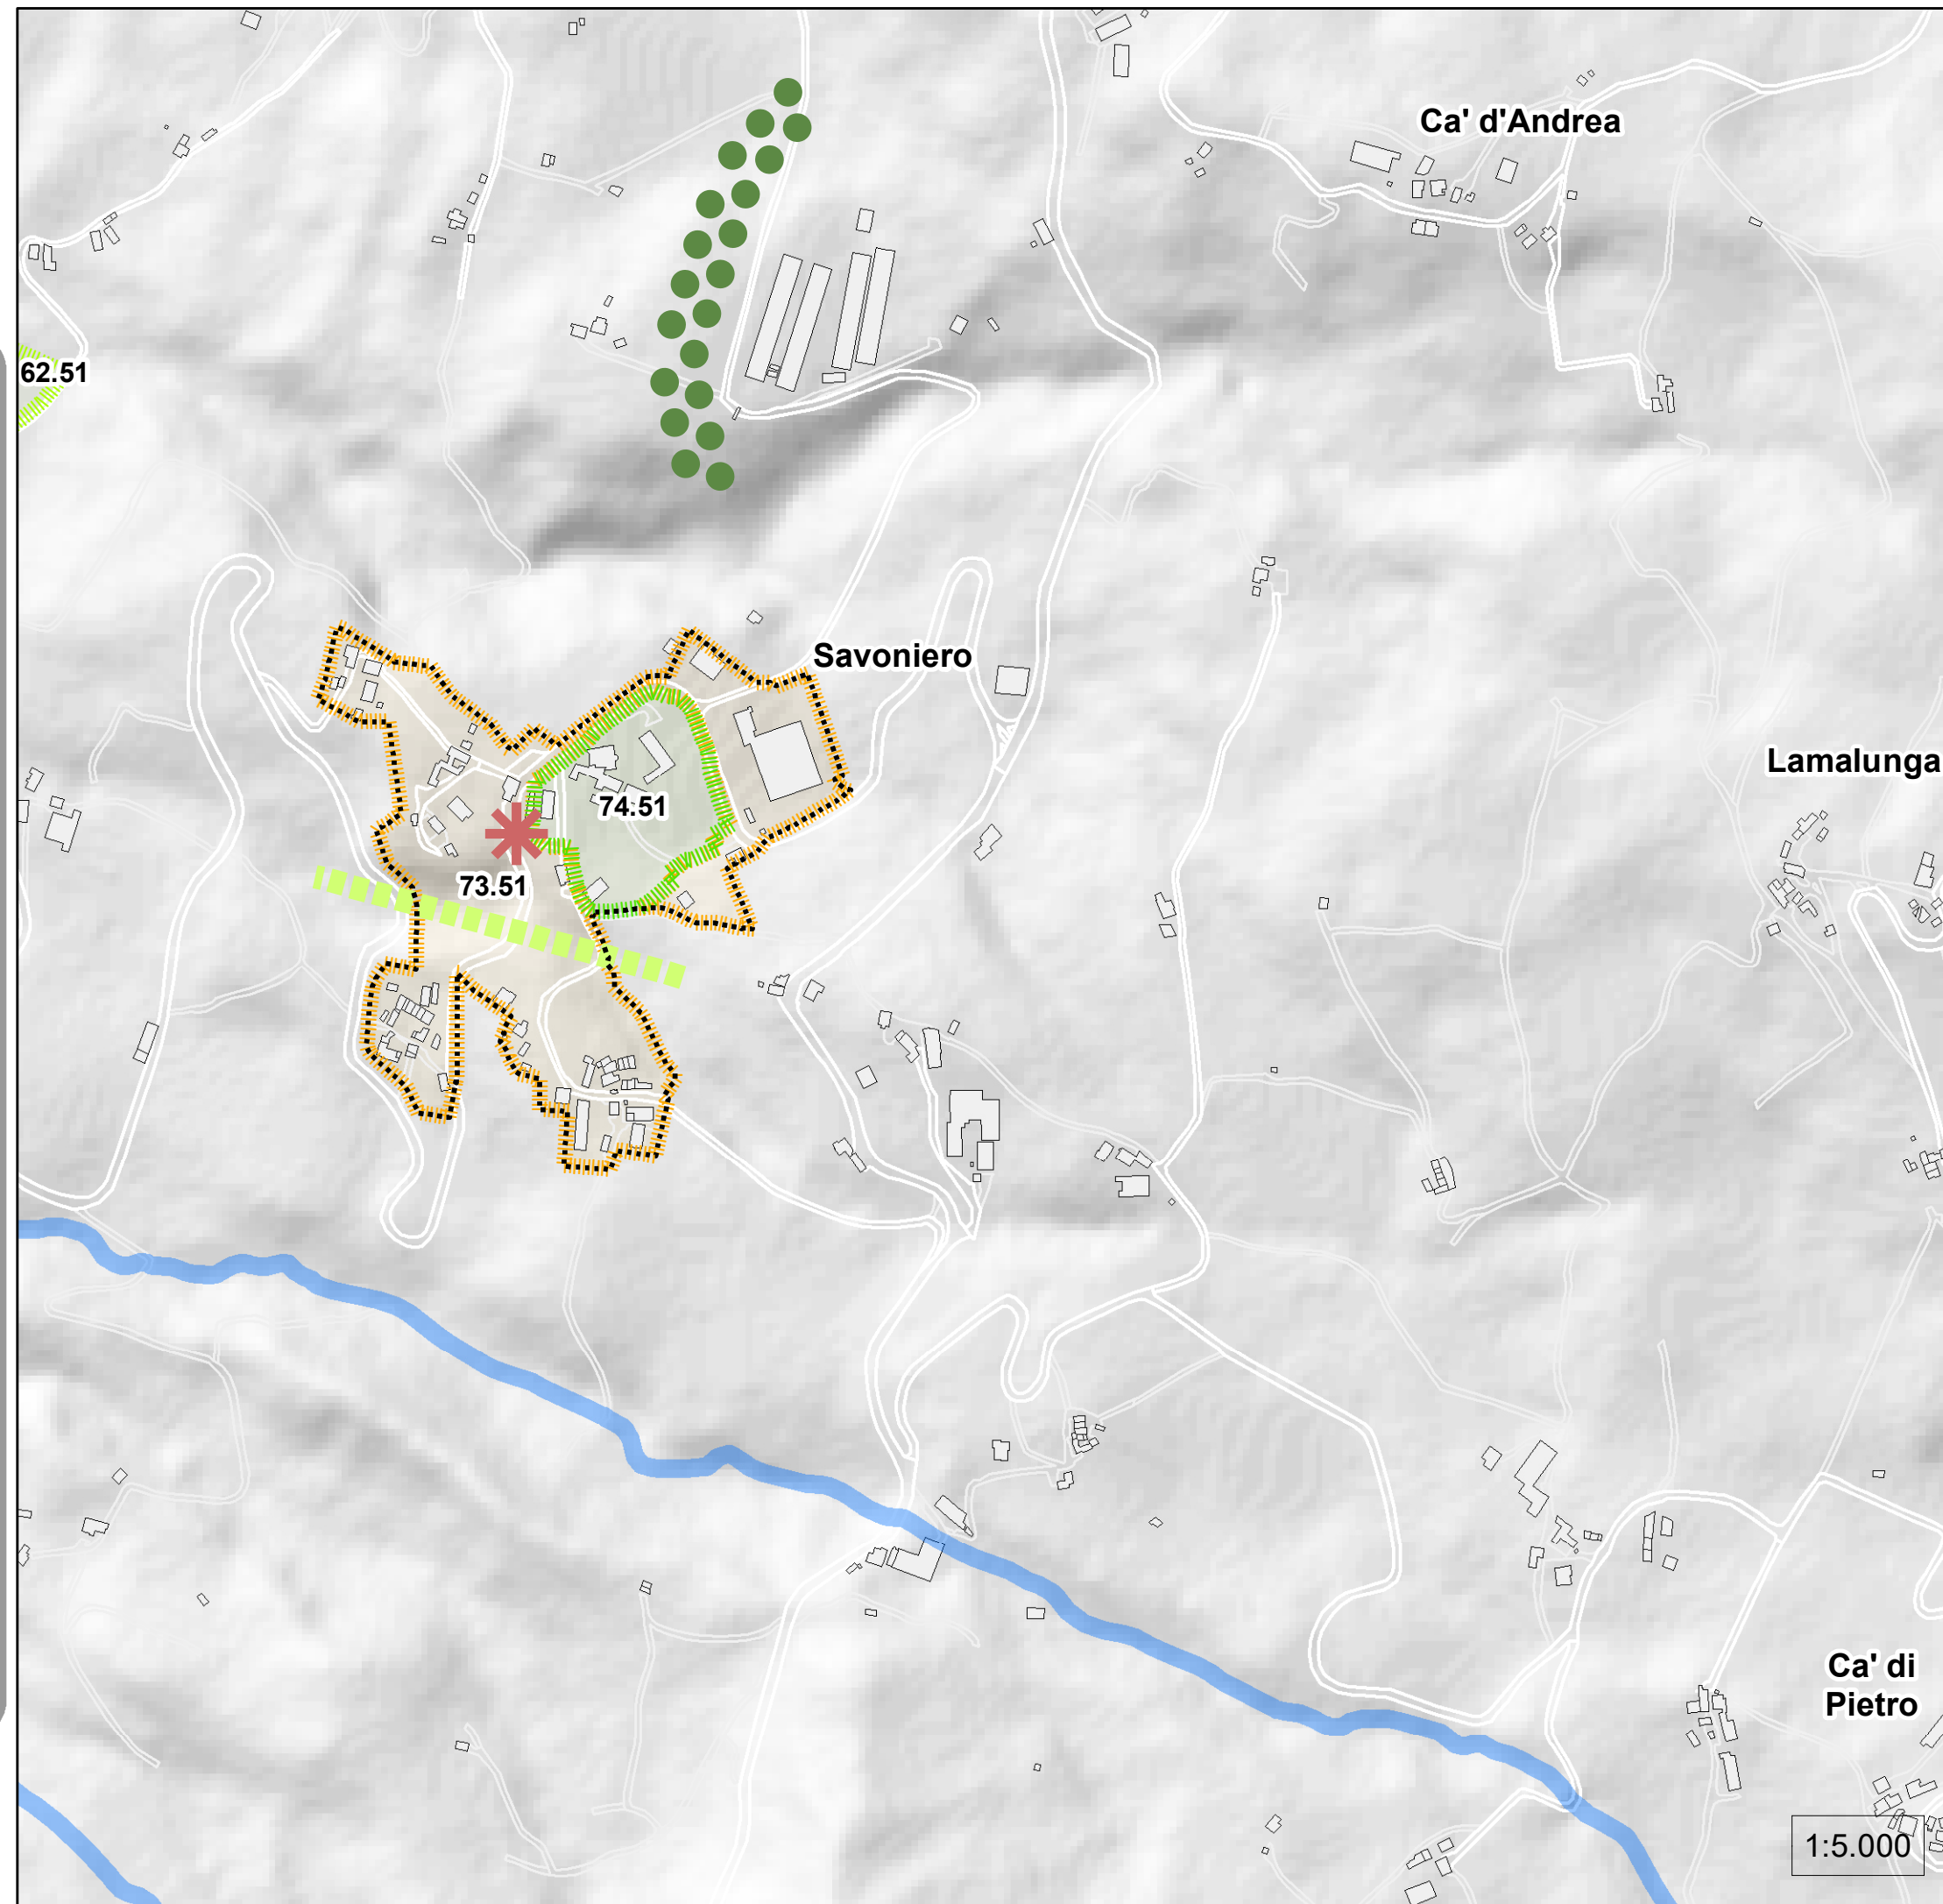 Ca' d'Andrea
62.51
Savoniero
Lamalunga
74.51
73.51
Ca' di
Pietro
1:5.000